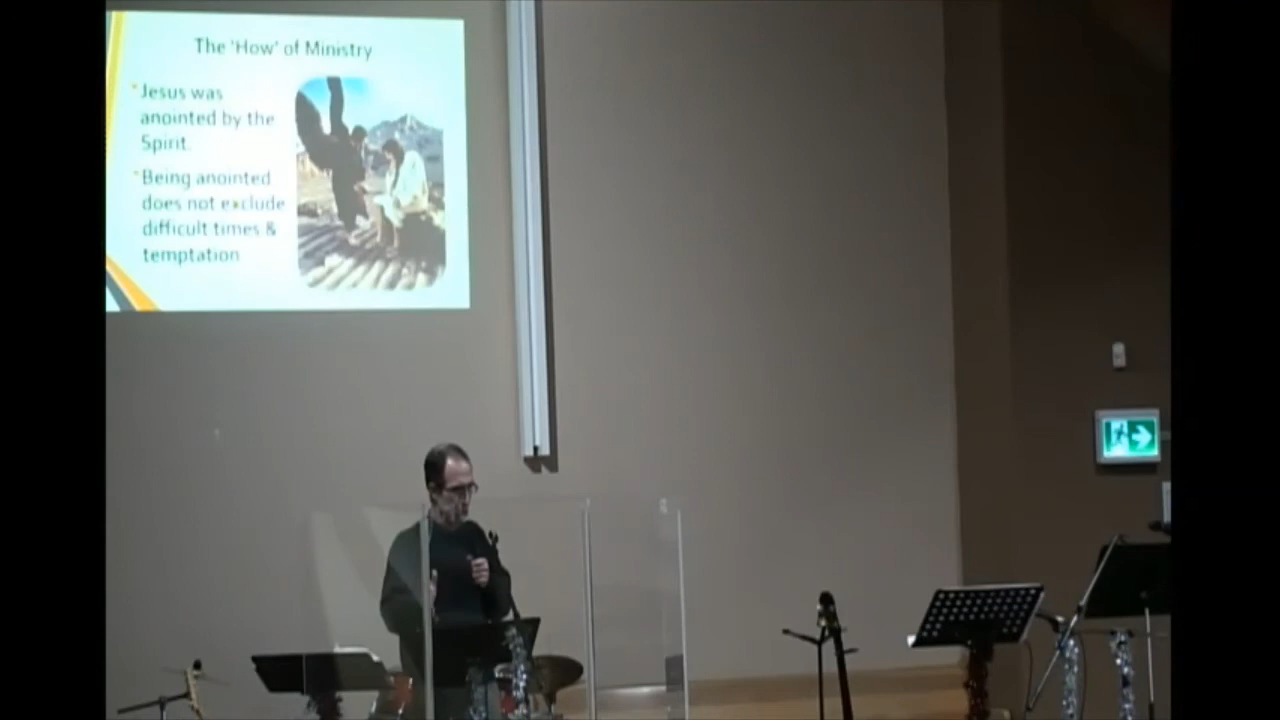 The 'How' of Ministry
Jesus was
anointed by the
Spirit.
Being anointed
does not exclude
difficult times &
temptation